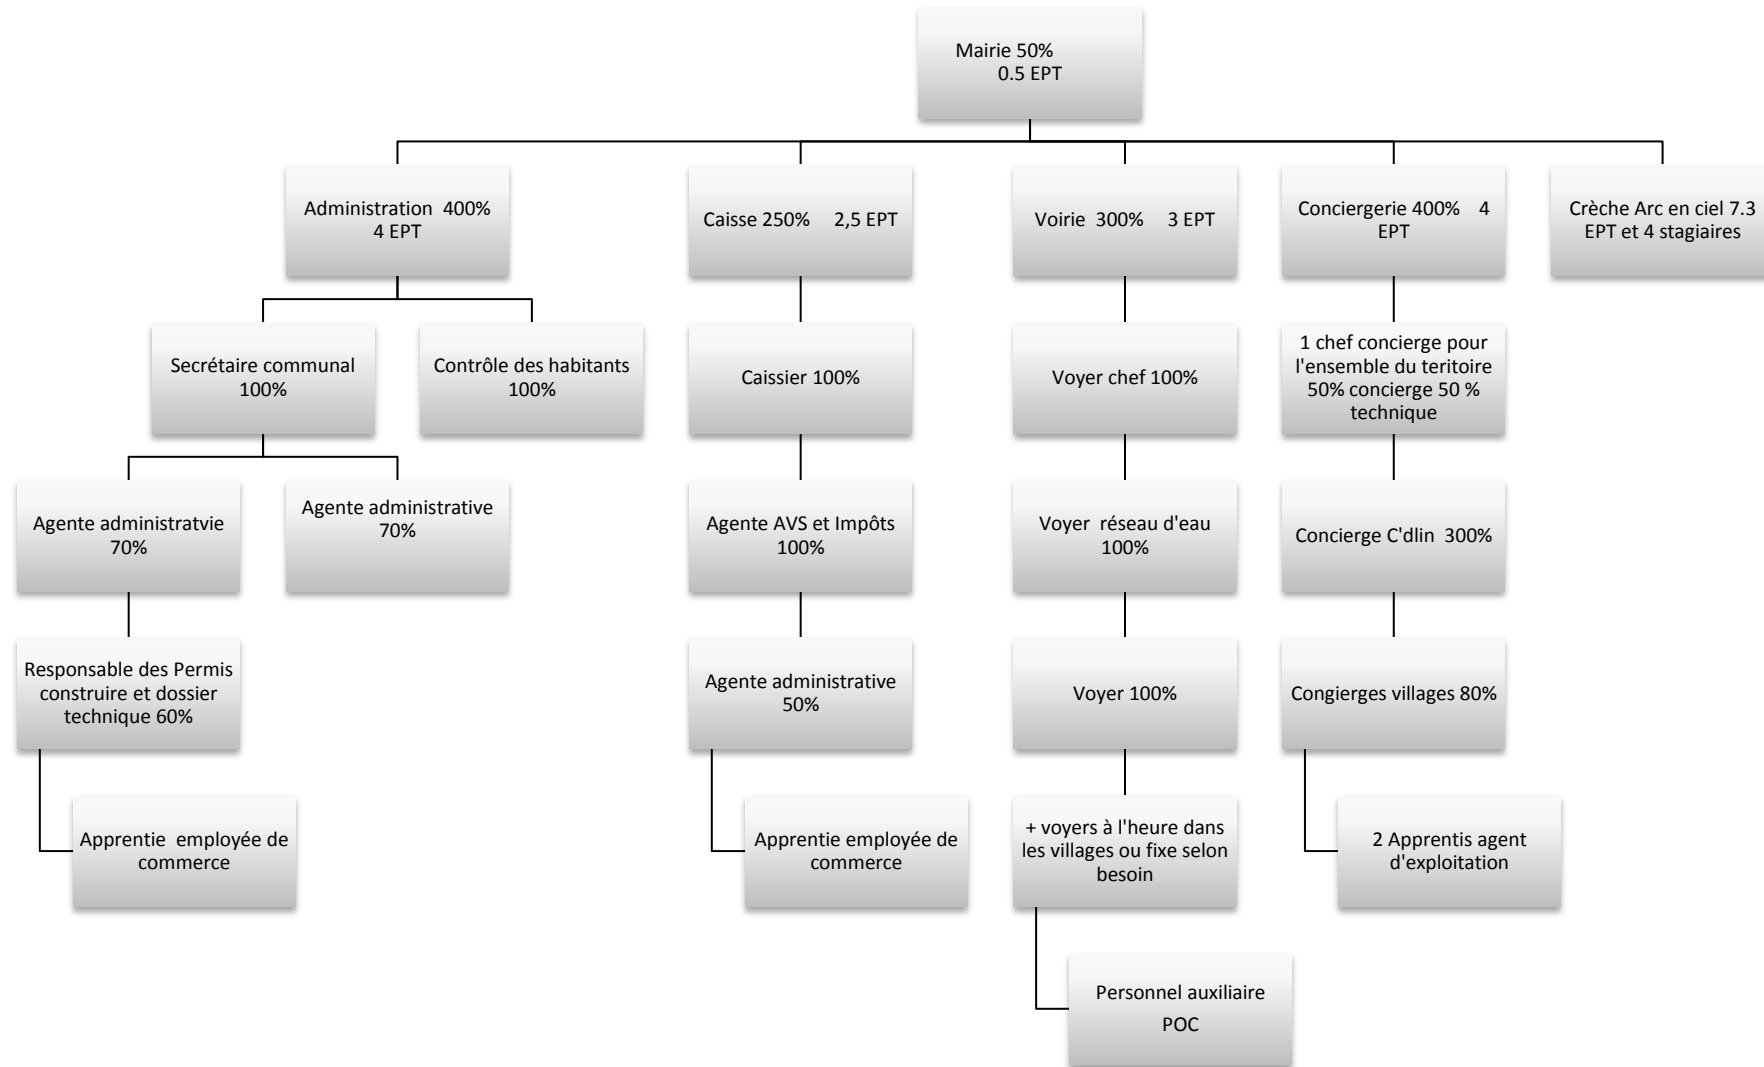 Mairie 50%
0.5 EPT
Administration 400%
4 EPT
Caisse 250% 2,5 EPT
Voirie 300% 3 EPT
Conciergerie 400% 4
EPT
Crèche Arc en ciel 7.3
EPT et 4 stagiaires
Secrétaire communal
100%
Contrôle des habitants
100%
Caissier 100%
Voyer chef 100%
1 chef concierge pour
l'ensemble du teritoire
50% concierge 50 %
technique
Agente administratvie
70%
Agente administrative
70%
Agente AVS et Impôts
100%
Voyer réseau d'eau
100%
Concierge C'dlin 300%
Responsable des Permis
construire et dossier
technique 60%
Agente administrative
50%
Voyer 100%
Congierges villages 80%
Apprentie employée de
commerce
Apprentie employée de
commerce
+ voyers à l'heure dans
les villages ou fixe selon
besoin
2 Apprentis agent
d'exploitation
Personnel auxiliaire
POC